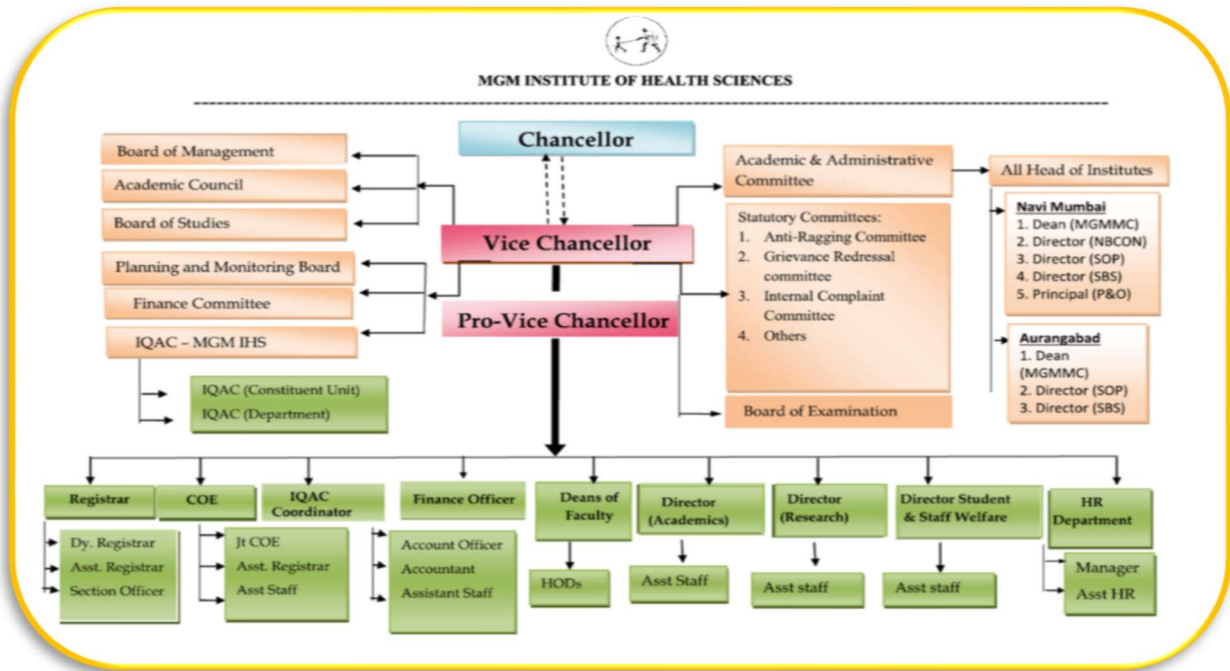 MGM INSTITUTE OF HEALTH SCIENCES
Chancellor
Board of Management
Academic Council
Board of Studies
Vice Chancellor
Planning and Monitoring Board
Finance Committee
IQAC – MGM IHS
Pro-Vice Chancellor
IQAC (Constituent Unit)
IQAC (Department)
Academic & Administrative
Committee
Statutory Committees:
1. Anti-Ragging Committee
2. Grievance Redressal
committee
3. Internal Complaint
Committee
4. Others
Board of Examination
All Head of Institutes
Navi Mumbai
1. Dean (MGMMC)
2. Director (NBCON)
3. Director (SOP)
4. Director (SBS)
5. Principal (P&O)
Aurangabad
1. Dean
(MGMMC)
2. Director (SOP)
3. Director (SBS)
Registrar
Dy. Registrar
Asst. Registrar
Section Officer
COE
Jt COE
Asst. Registrar
Asst Staff
IQAC
Coordinator
Finance Officer
Account Officer
Accountant
Assistant Staff
Deans of
Faculty
HODs
Director
(Academics)
Asst Staff
Director
(Research)
Asst staff
Director Student
& Staff Welfare
Asst staff
HR
Department
Manager
Asst HR